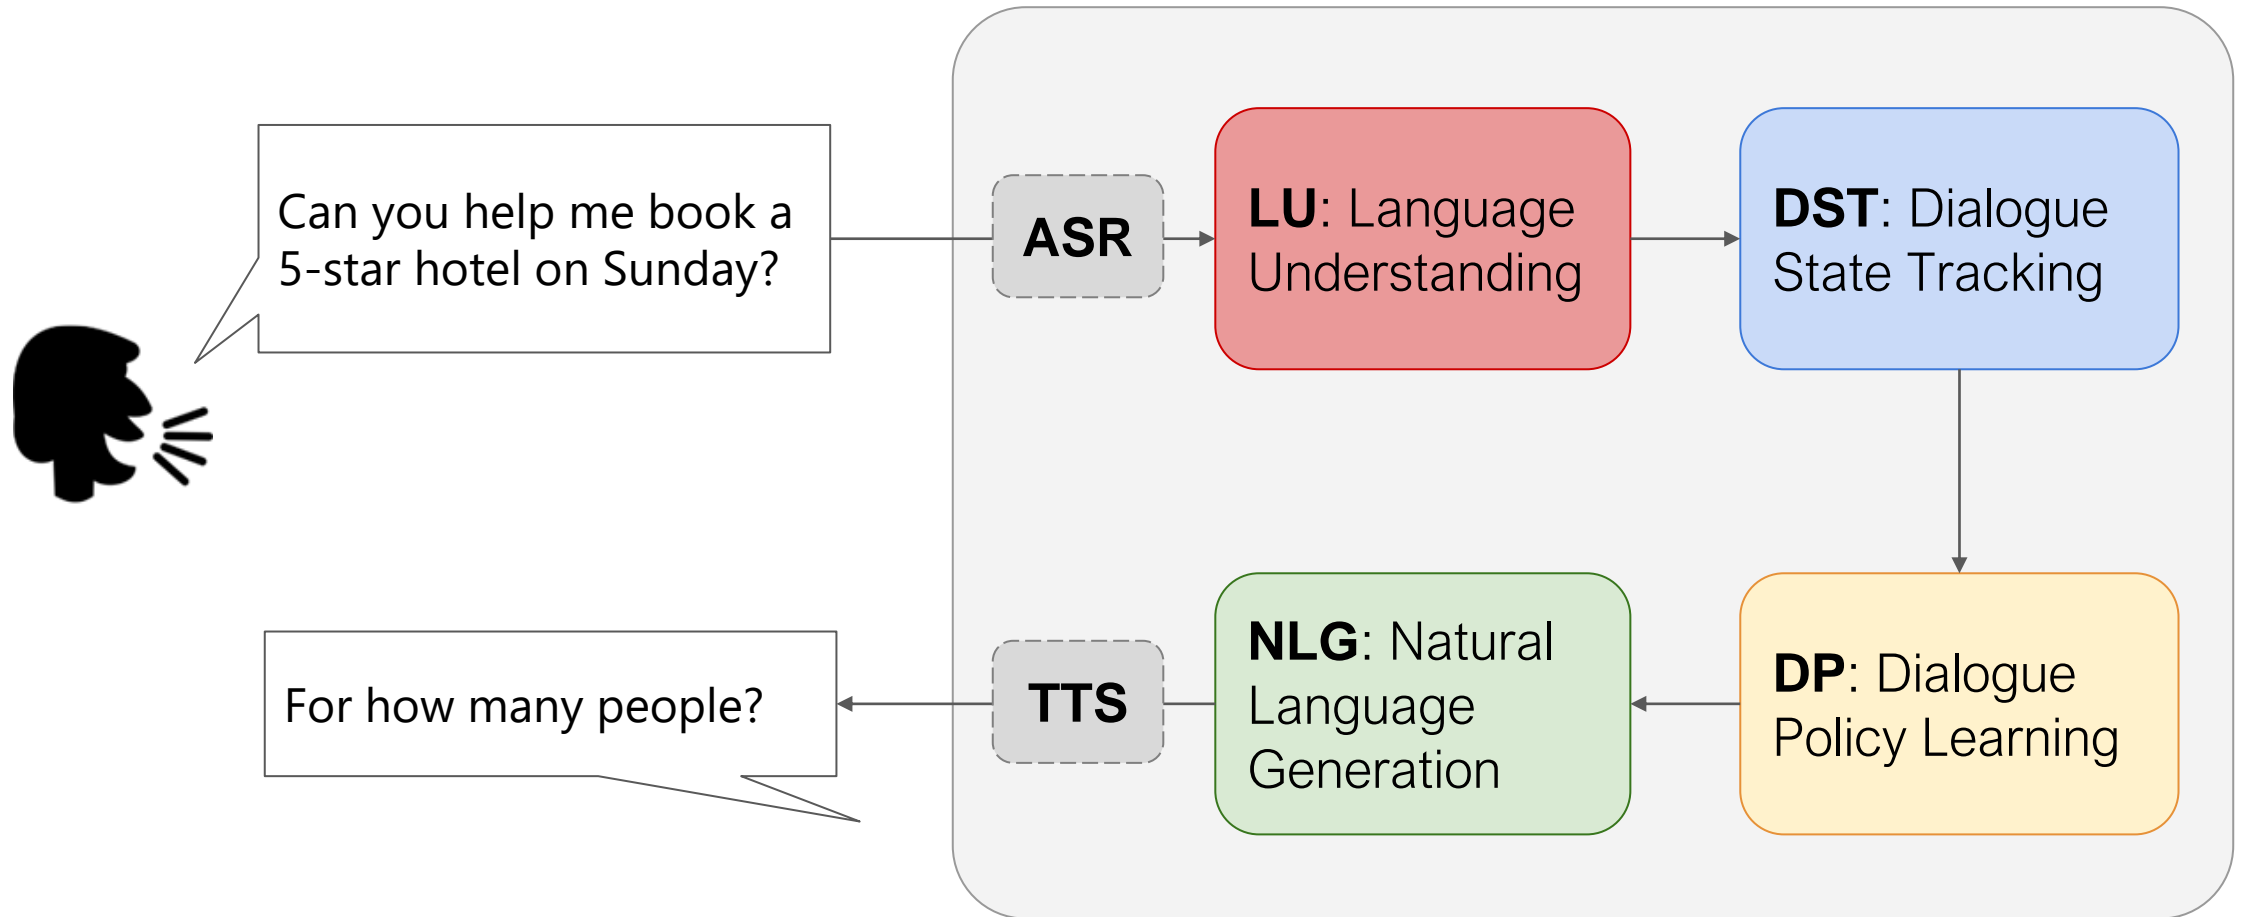 Can you help me book a
5-star hotel on Sunday?
ASR
LU: Language
Understanding
DST: Dialogue
State Tracking
For how many people?
TTS
NLG: Natural
Language
Generation
DP: Dialogue
Policy Learning